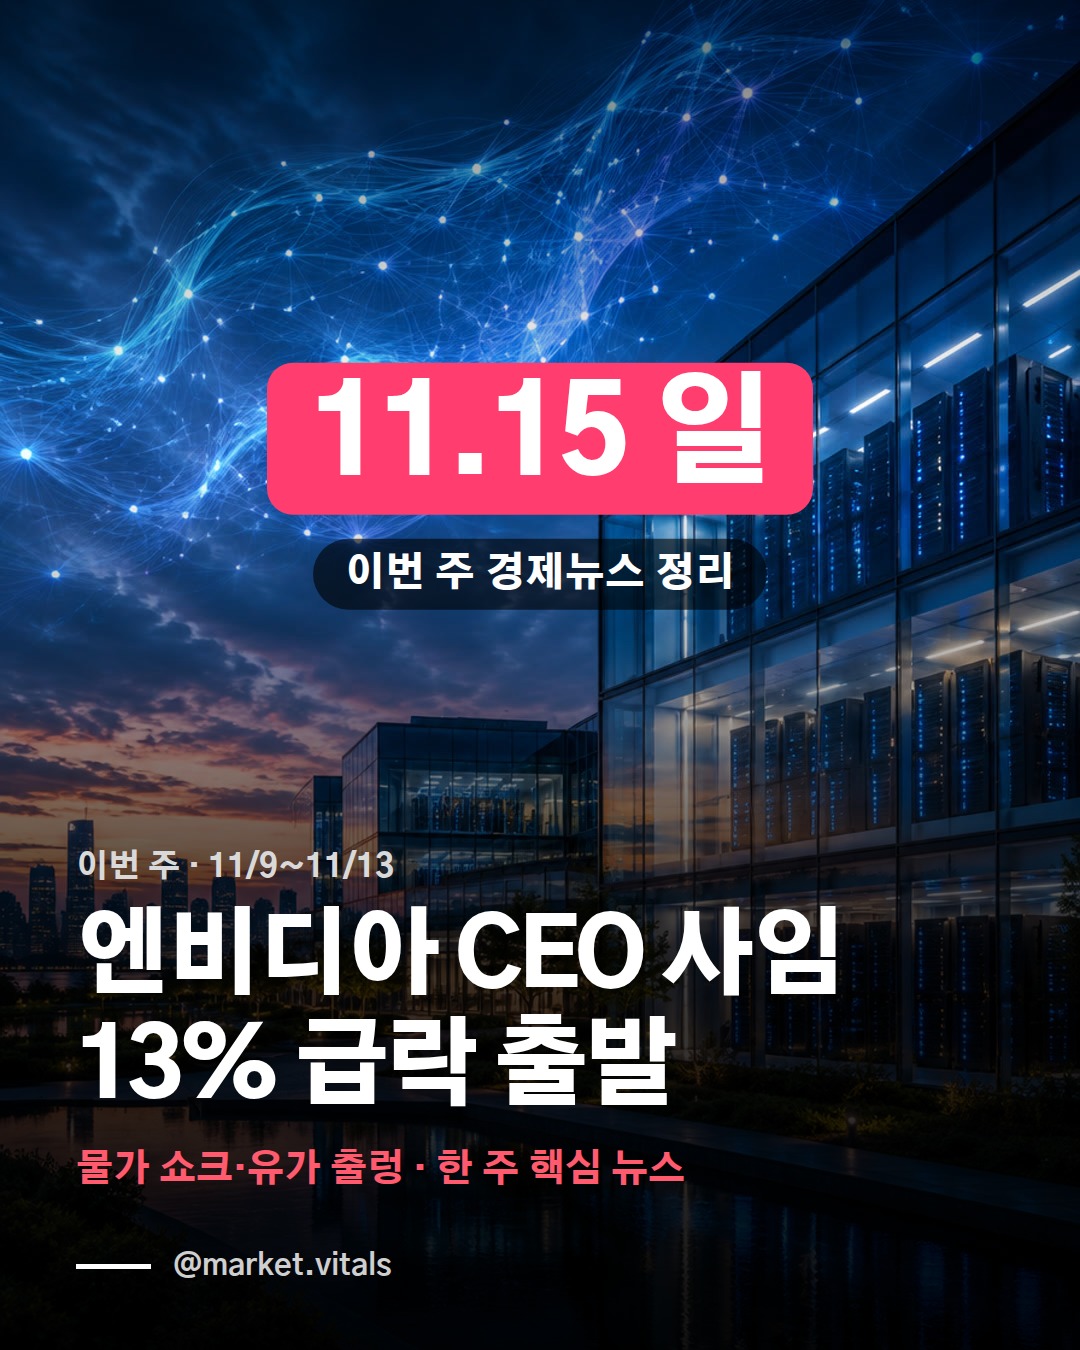 11.15 일
이번 주 경제뉴스 정리
이번 주 · 11/9~11/13
엔비디아 CEO 사임
13% 급락 출발
물가 쇼크·유가 출렁 · 한 주 핵심 뉴스
@market.vitals